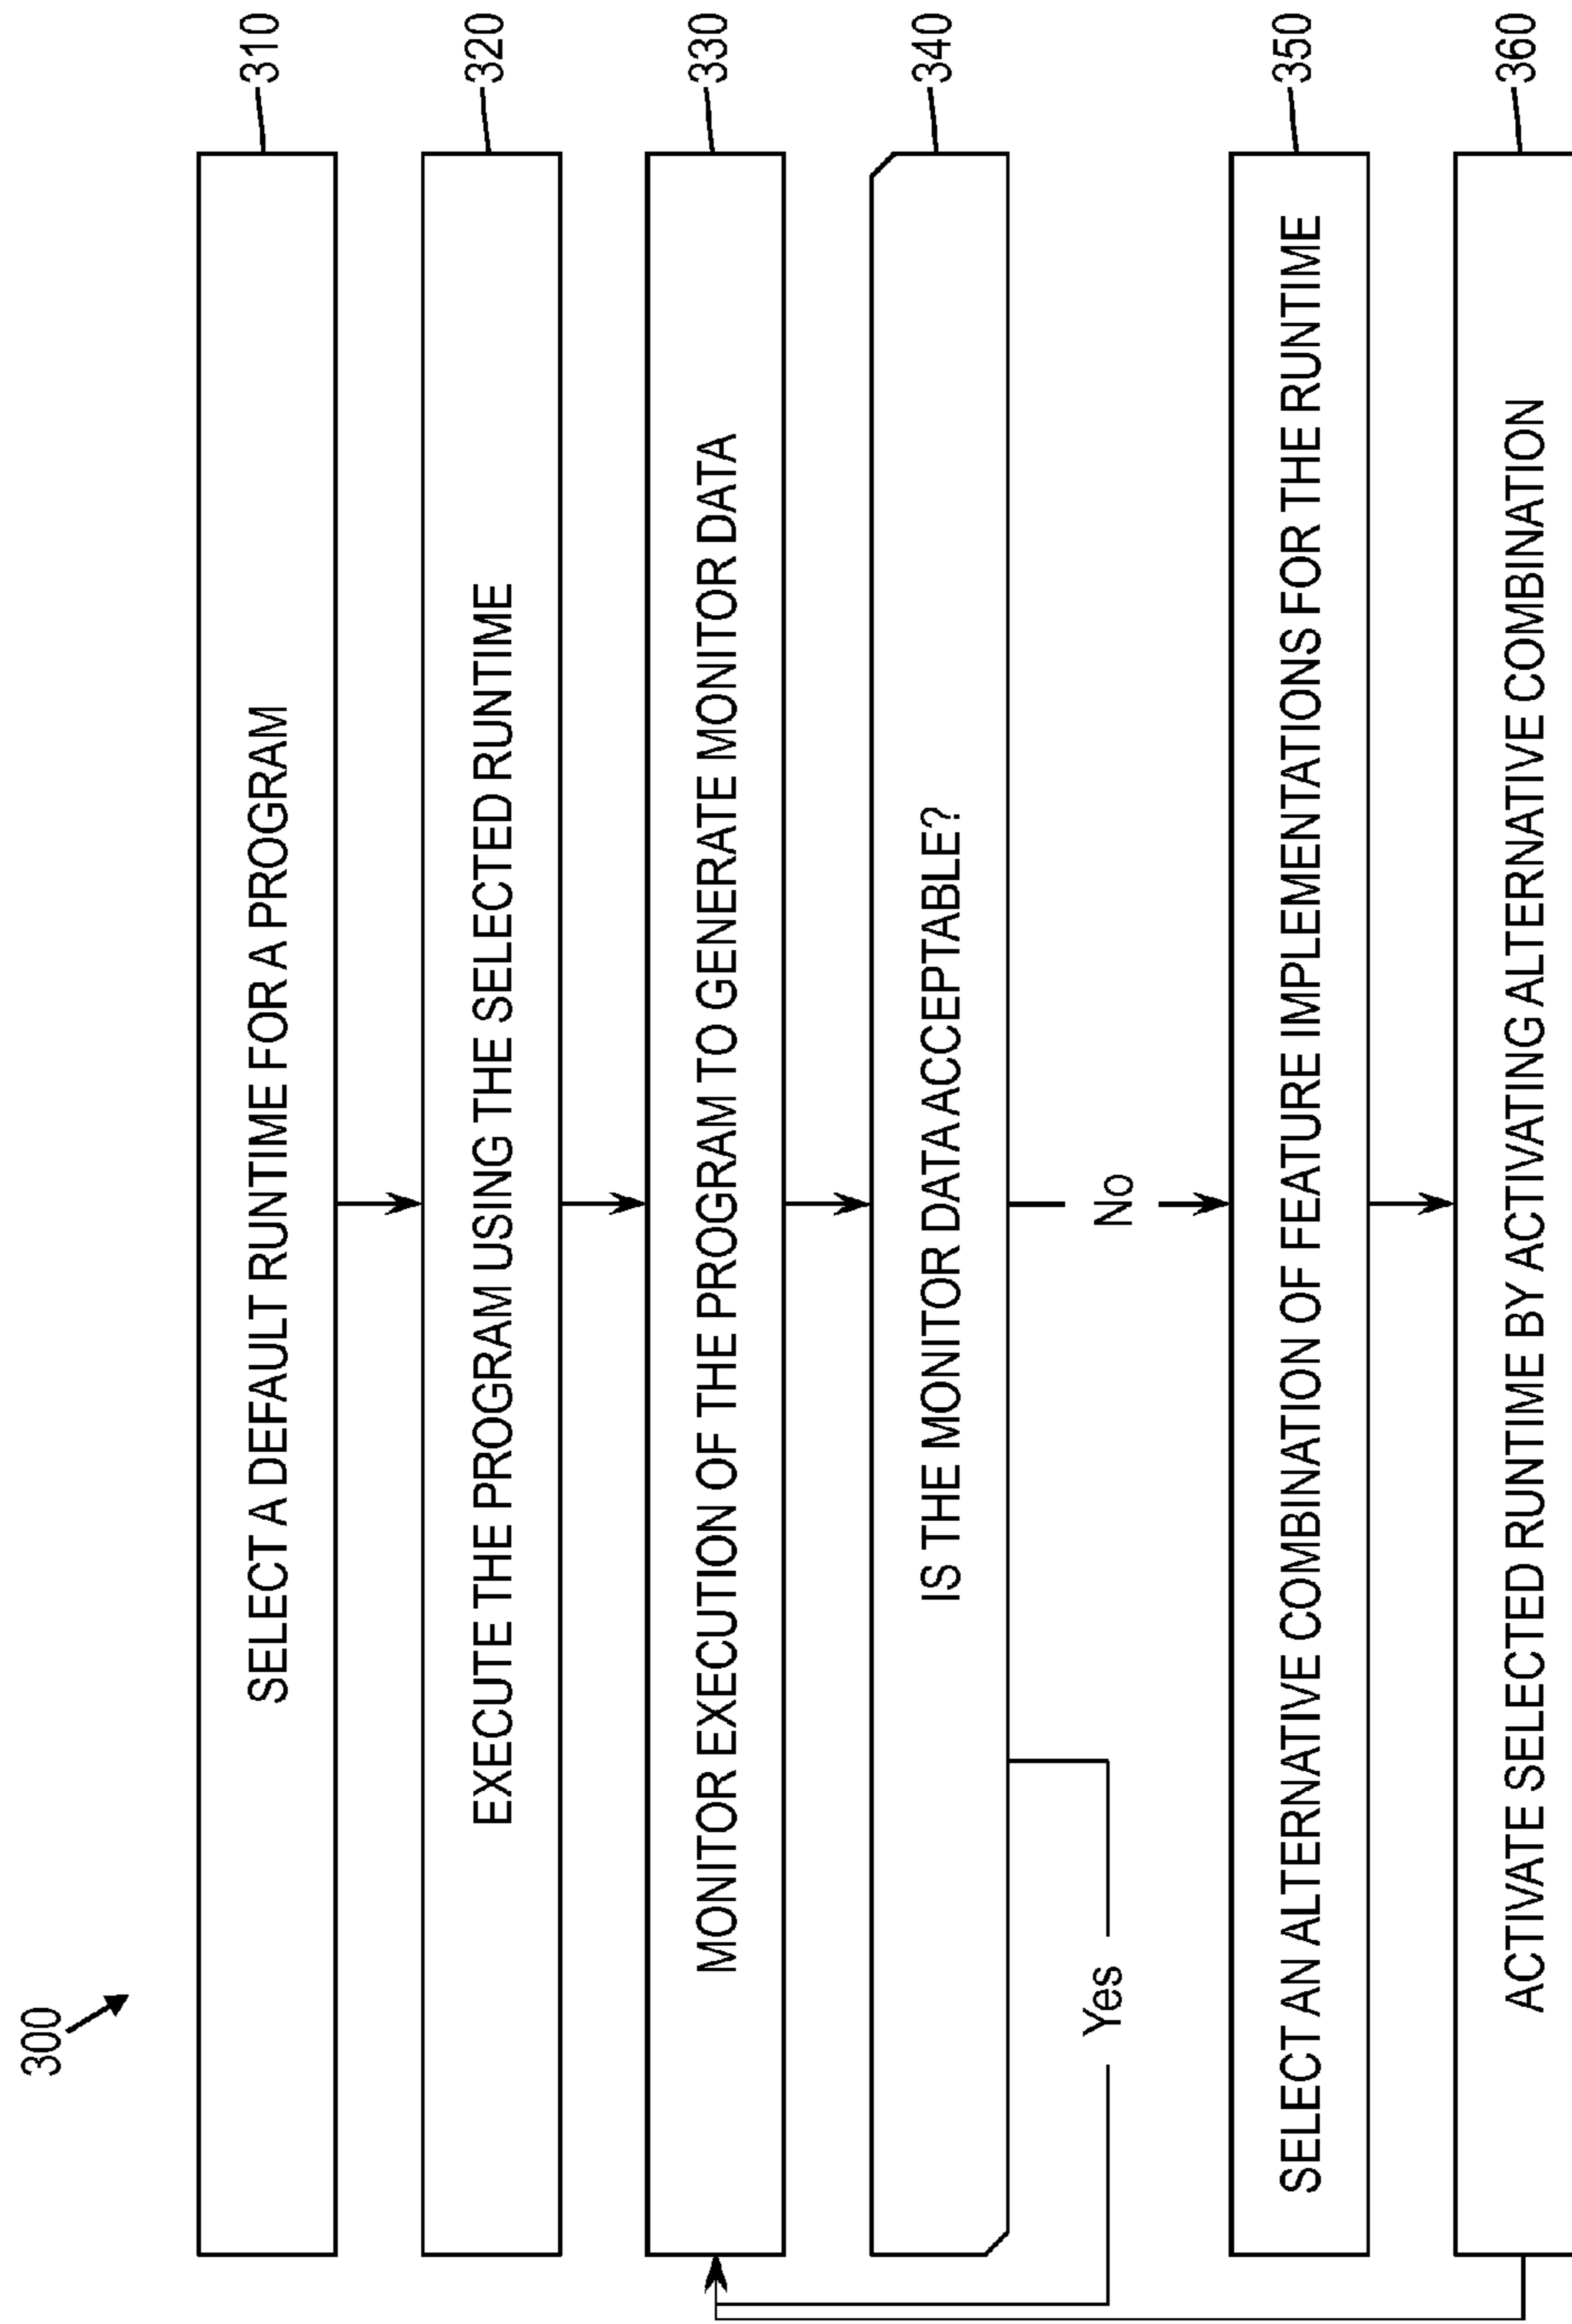 300
SELECT A DEFAULT RUNTIME FOR A PROGRAM
310
EXECUTE THE PROGRAM USING THE SELECTED RUNTIME
320
MONITOR EXECUTION OF THE PROGRAM TO GENERATE MONITOR DATA
330
IS THE MONITOR DATA ACCEPTABLE?
340
Yes
No
SELECT AN ALTERNATIVE COMBINATION OF FEATURE IMPLEMENTATIONS FOR THE RUNTIME
350
ACTIVATE SELECTED RUNTIME BY ACTIVATING ALTERNATIVE COMBINATION
360